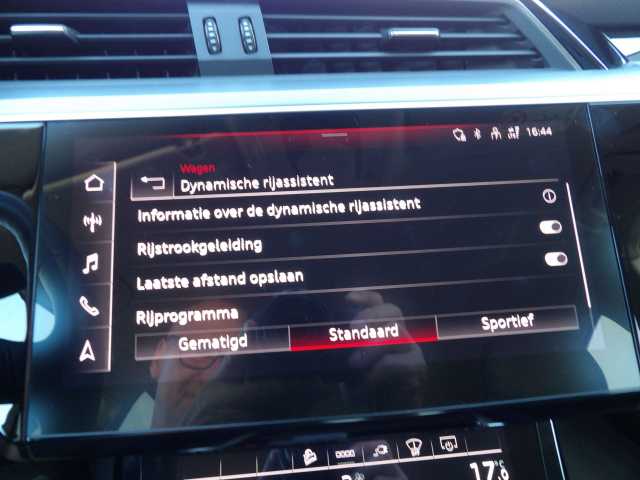 16:44
Wagen
Dynamische rijassistent
Informatie over de dynamische rijassistent
Rijstrookgeleiding
Laatste afstand opslaan
Rijprogramma
Gematigd Standaard Sportief